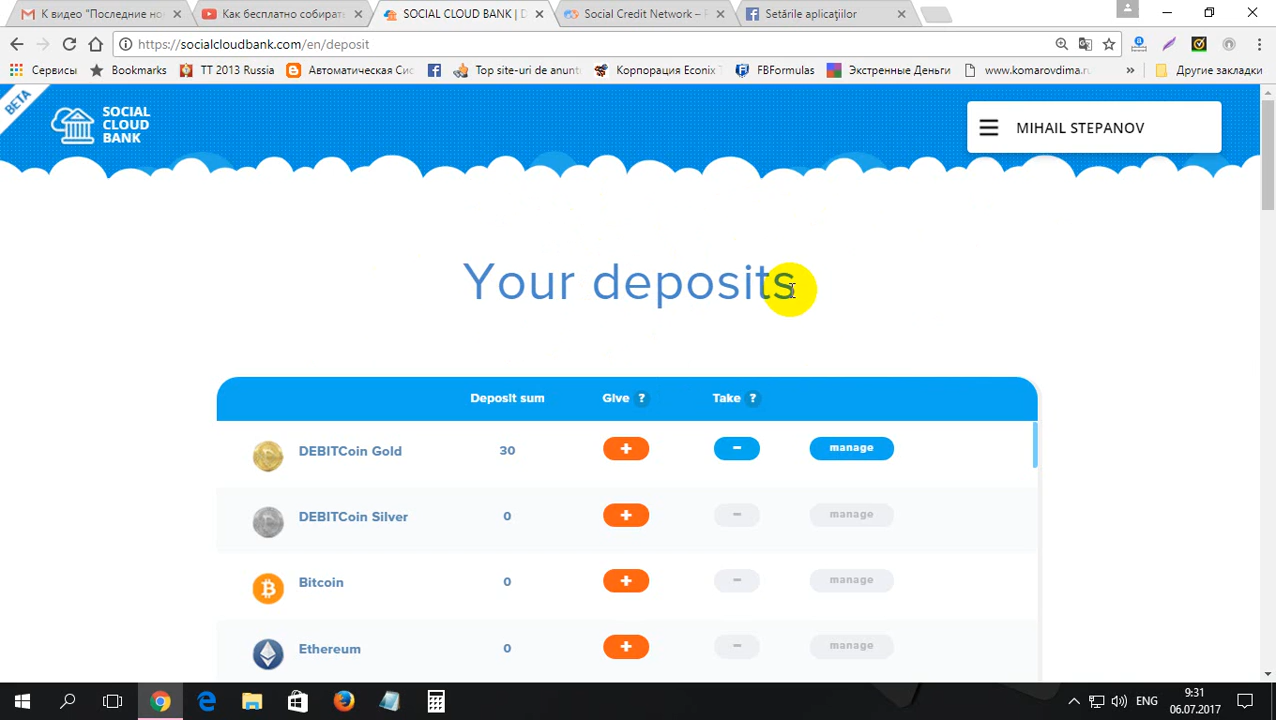 К видео "Последние но
Как бесплатно собират
SOCIAL CLOUD BANK | D
Social Credit Network – P
Setările aplicaţiilor
https://socialcloudbank.com/en/deposit
Сервисы
Bookmarks
TT 2013 Russia
Автоматическая Сис
Top site-uri de anunt
Корпорация Econix T
FBFormulas
Экстренные Деньги
www.komarovdima.ru
Другие закладки
BETA
SOCIAL
CLOUD
BANK
MIHAIL STEPANOV
Your deposits
Deposit sum Give ? Take ?
DEBITCoin Gold 30 + - manage
DEBITCoin Silver 0 + - manage
Bitcoin 0 + - manage
Ethereum 0 + - manage
ENG
9:31
06.07.2017